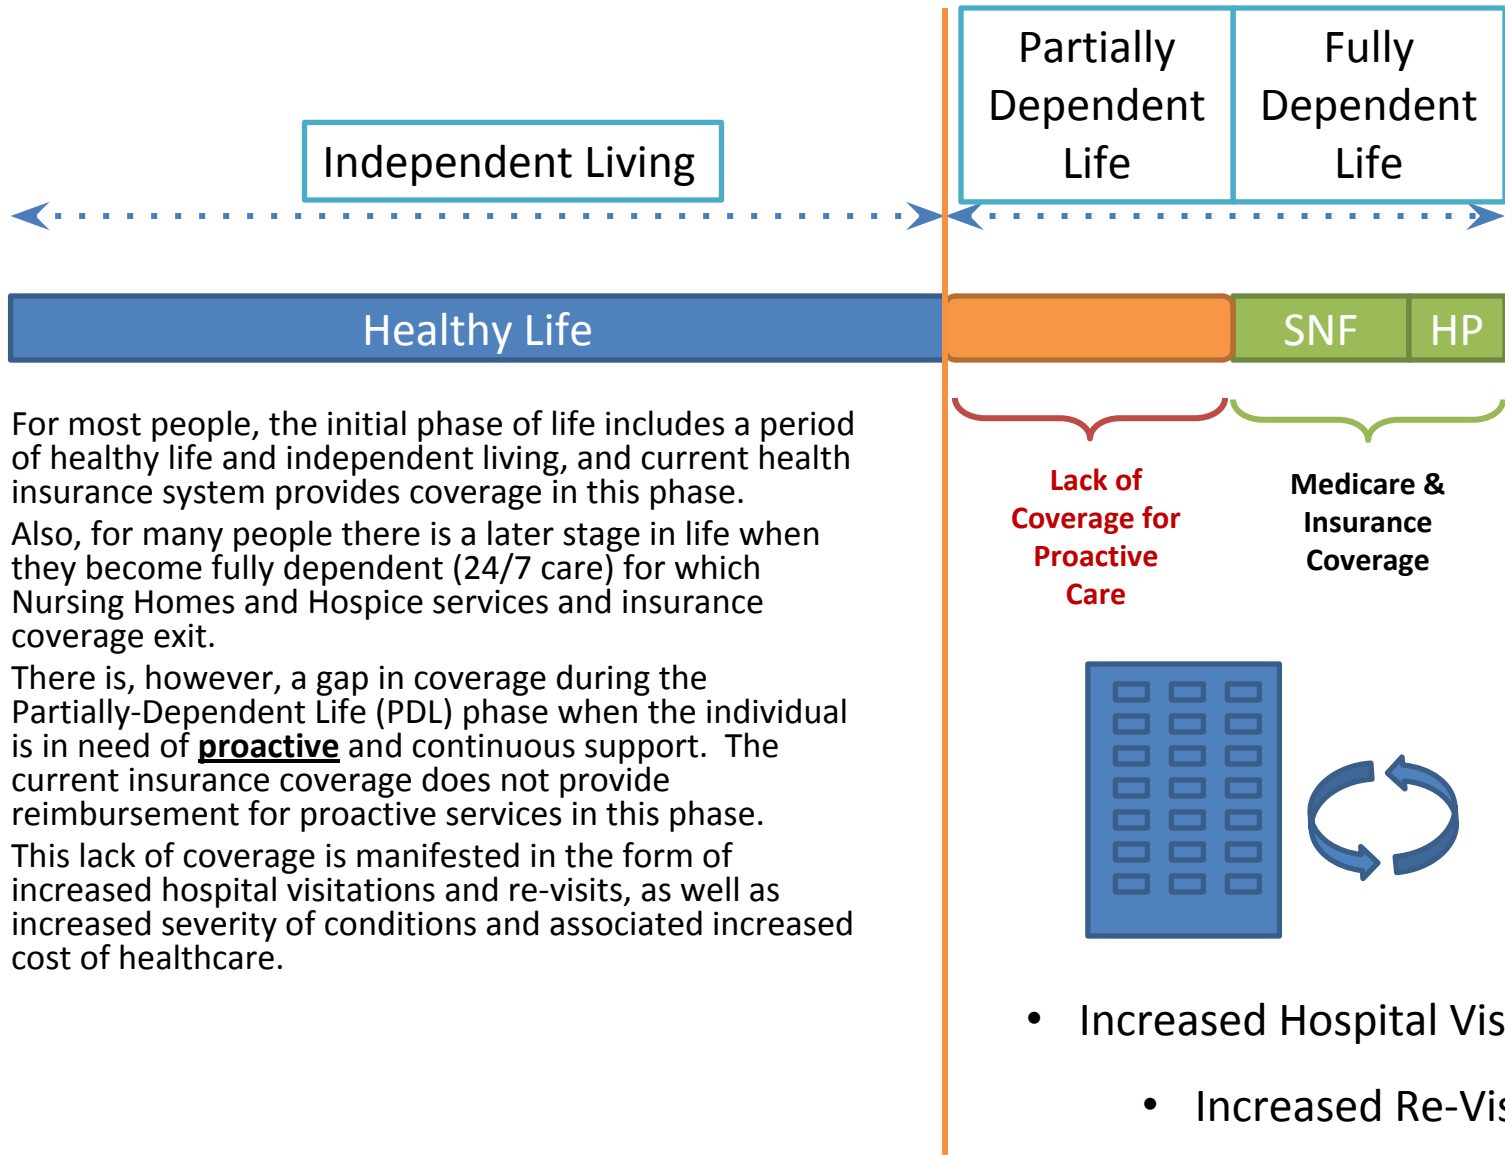 Partially
Dependent
Life
Fully
Dependent
Life
Independent Living
Healthy Life
SNF
HP
For most people, the initial phase of life includes a period
of healthy life and independent living, and current health
insurance system provides coverage in this phase.
Also, for many people there is a later stage in life when
they become fully dependent (24/7 care) for which
Nursing Homes and Hospice services and insurance
coverage exit.
There is, however, a gap in coverage during the
Partially-Dependent Life (PDL) phase when the individual
is in need of proactive and continuous support.  The
current insurance coverage does not provide
reimbursement for proactive services in this phase.
This lack of coverage is manifested in the form of
increased hospital visitations and re-visits, as well as
increased severity of conditions and associated increased
cost of healthcare.
Lack of
Coverage for
Proactive
Care
Medicare &
Insurance
Coverage
• Increased Hospital Vis
• Increased Re-Vis